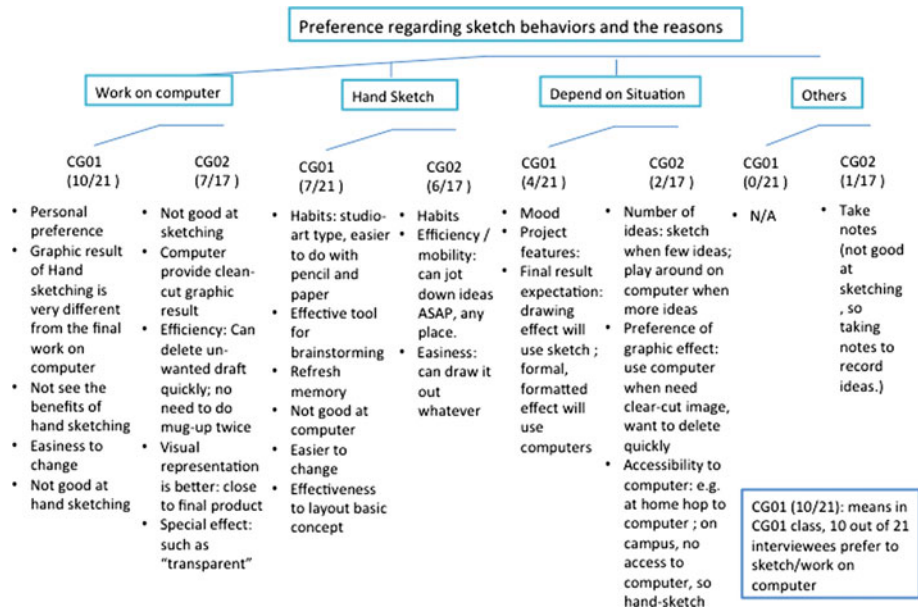 Preference regarding sketch behaviors and the reasons
Work on computer
Hand Sketch
Depend on Situation
Others
CG01
(10/21 )
• Personal
preference
• Graphic result
of Hand
sketching is
very different
from the final
work on
computer
• Not see the
benefits of
hand sketching
• Easiness to
change
• Not good at
hand sketching
CG02
(7/17 )
• Not good at
sketching
• Computer
provide clean-
cut graphic
result
• Efficiency: Can
delete un-
wanted draft
quickly; no
need to do
mug-up twice
• Visual
representation
is better: close
to final product
• Special effect:
such as
“transparent”
CG01
(7/21 )
• Habits: studio-
art type, easier
to do with
pencil and
paper
• Effective tool
for
brainstorming
• Refresh
memory
• Not good at
computer
• Easier to
change
• Effectiveness
to layout basic
concept
CG02
(6/17 )
• Habits
• Efficiency /
mobility:
can jot
down ideas
ASAP, any
place.
• Easiness:
can draw it
out
whatever
CG01
(4/21 )
• Mood
• Project
features:
• Final result
expectation:
drawing
effect will
use sketch ;
formal,
formatted
effect will
use
computers
CG02
(2/17 )
• Number of
ideas: sketch
when few ideas;
play around on
computer when
more ideas
• Preference of
graphic effect:
use computer
when need
clear-cut image,
want to delete
quickly
• Accessibility to
computer: e.g.
at home hop to
computer ; on
campus, no
access to
computer, so
hand-sketch
CG01
(0/21 )
• N/A
CG02
(1/17 )
• Take
notes
(not good
at
sketching
, so
taking
notes to
record
ideas.)
CG01 (10/21): means in
CG01 class, 10 out of 21
interviewees prefer to
sketch/work on
computer